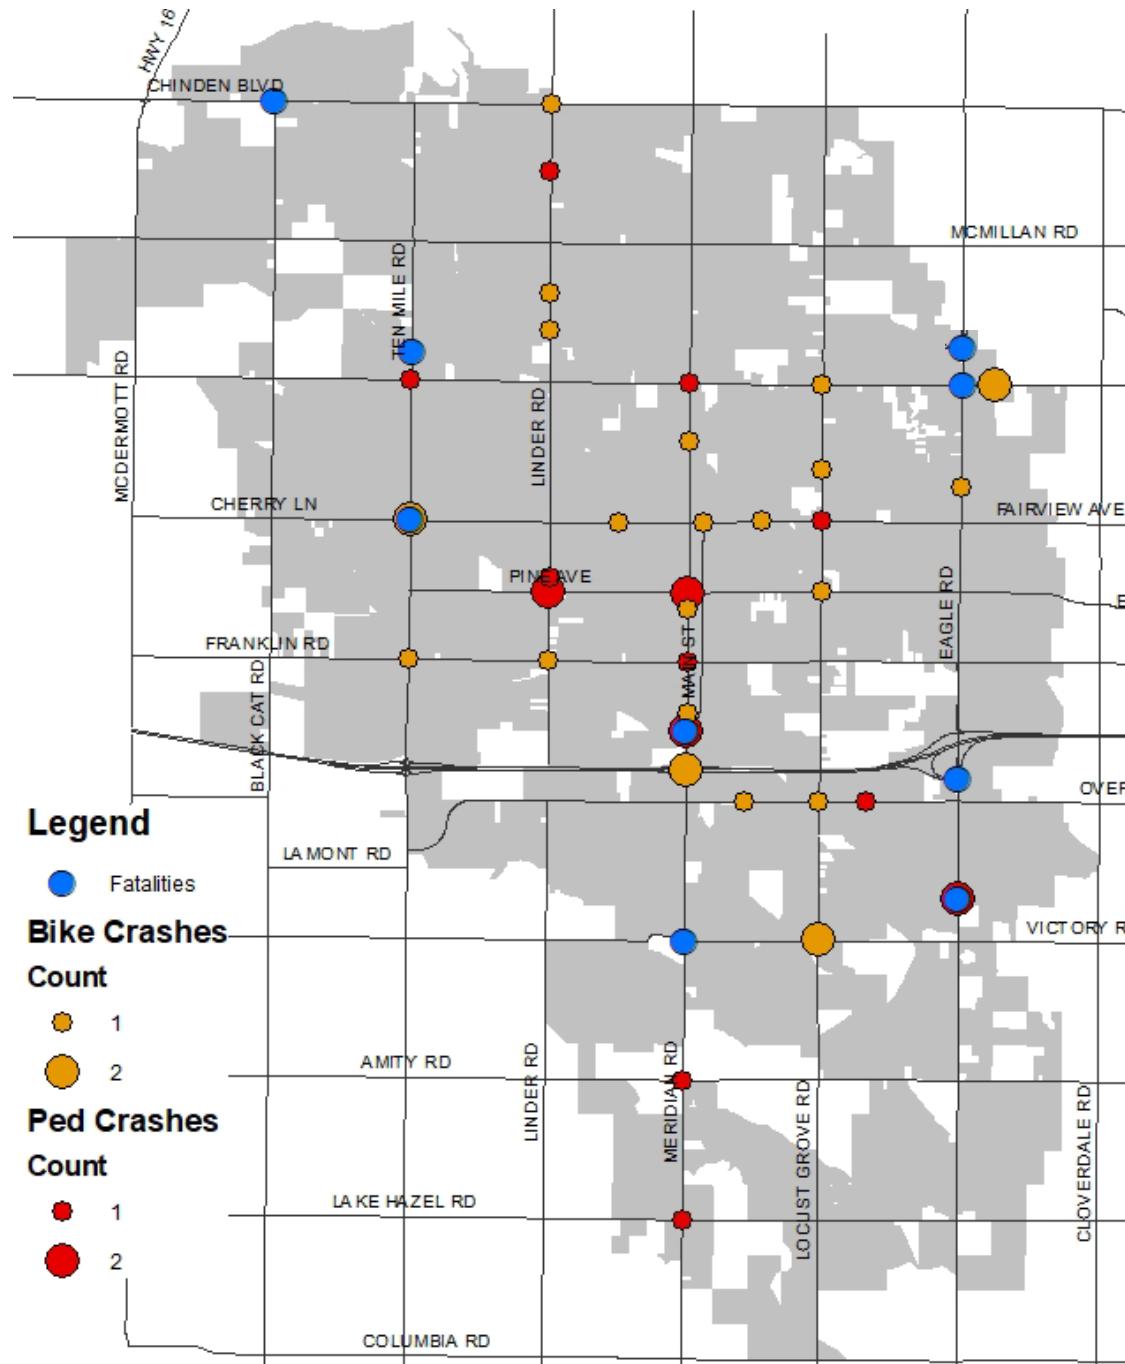 HWY 16
CHINDEN BLVD
MCMILLAN RD
TEN MILE RD
MCDERMOTT RD
LINDER RD
CHERRY LN
FAIRVIEW AVE
PINE AVE
E
EAGLE RD
MAIN ST
FRANKLIN RD
BLACK CAT RD
OVER
Legend
LAMONT RD
Fatalities
Bike Crashes
VICTORY R
Count
1
AMITY RD
2
LINDER RD
MERIDIAN RD
LOCUST GROVE RD
CLOVERDALE RD
Ped Crashes
Count
LAKE HAZEL RD
1
2
COLUMBIA RD